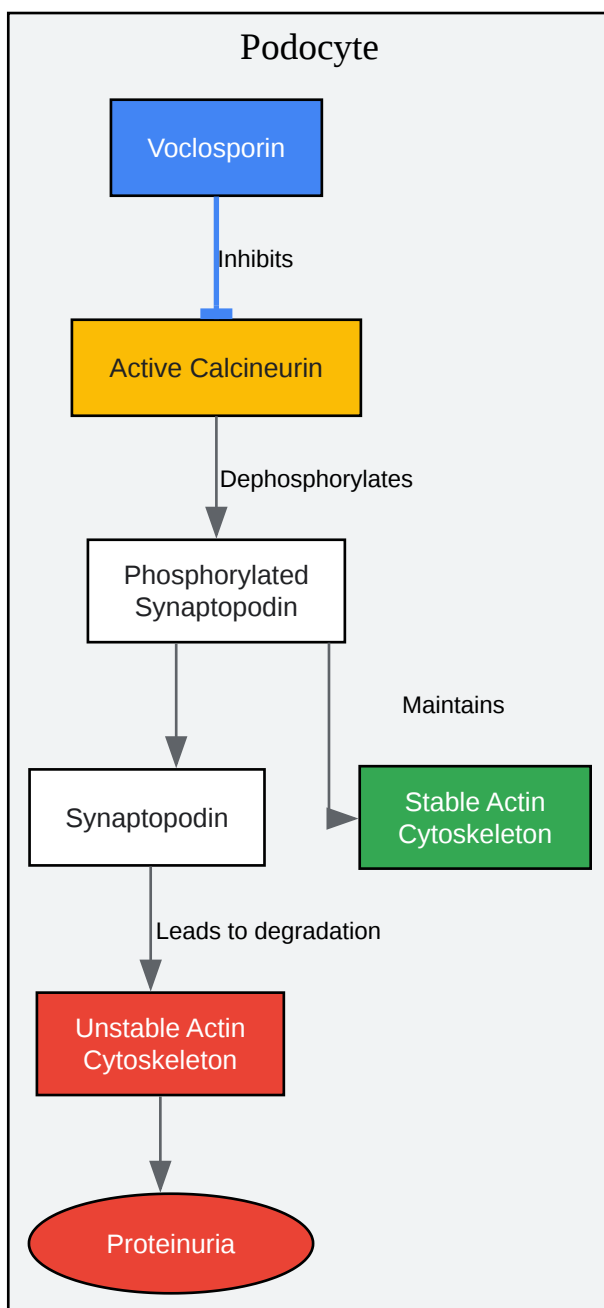 Podocyte
Voclosporin
Inhibits
Active Calcineurin
Dephosphorylates
Phosphorylated
Synaptopodin
Maintains
Synaptopodin
Stable Actin
Cytoskeleton
Leads to degradation
Unstable Actin
Cytoskeleton
Proteinuria